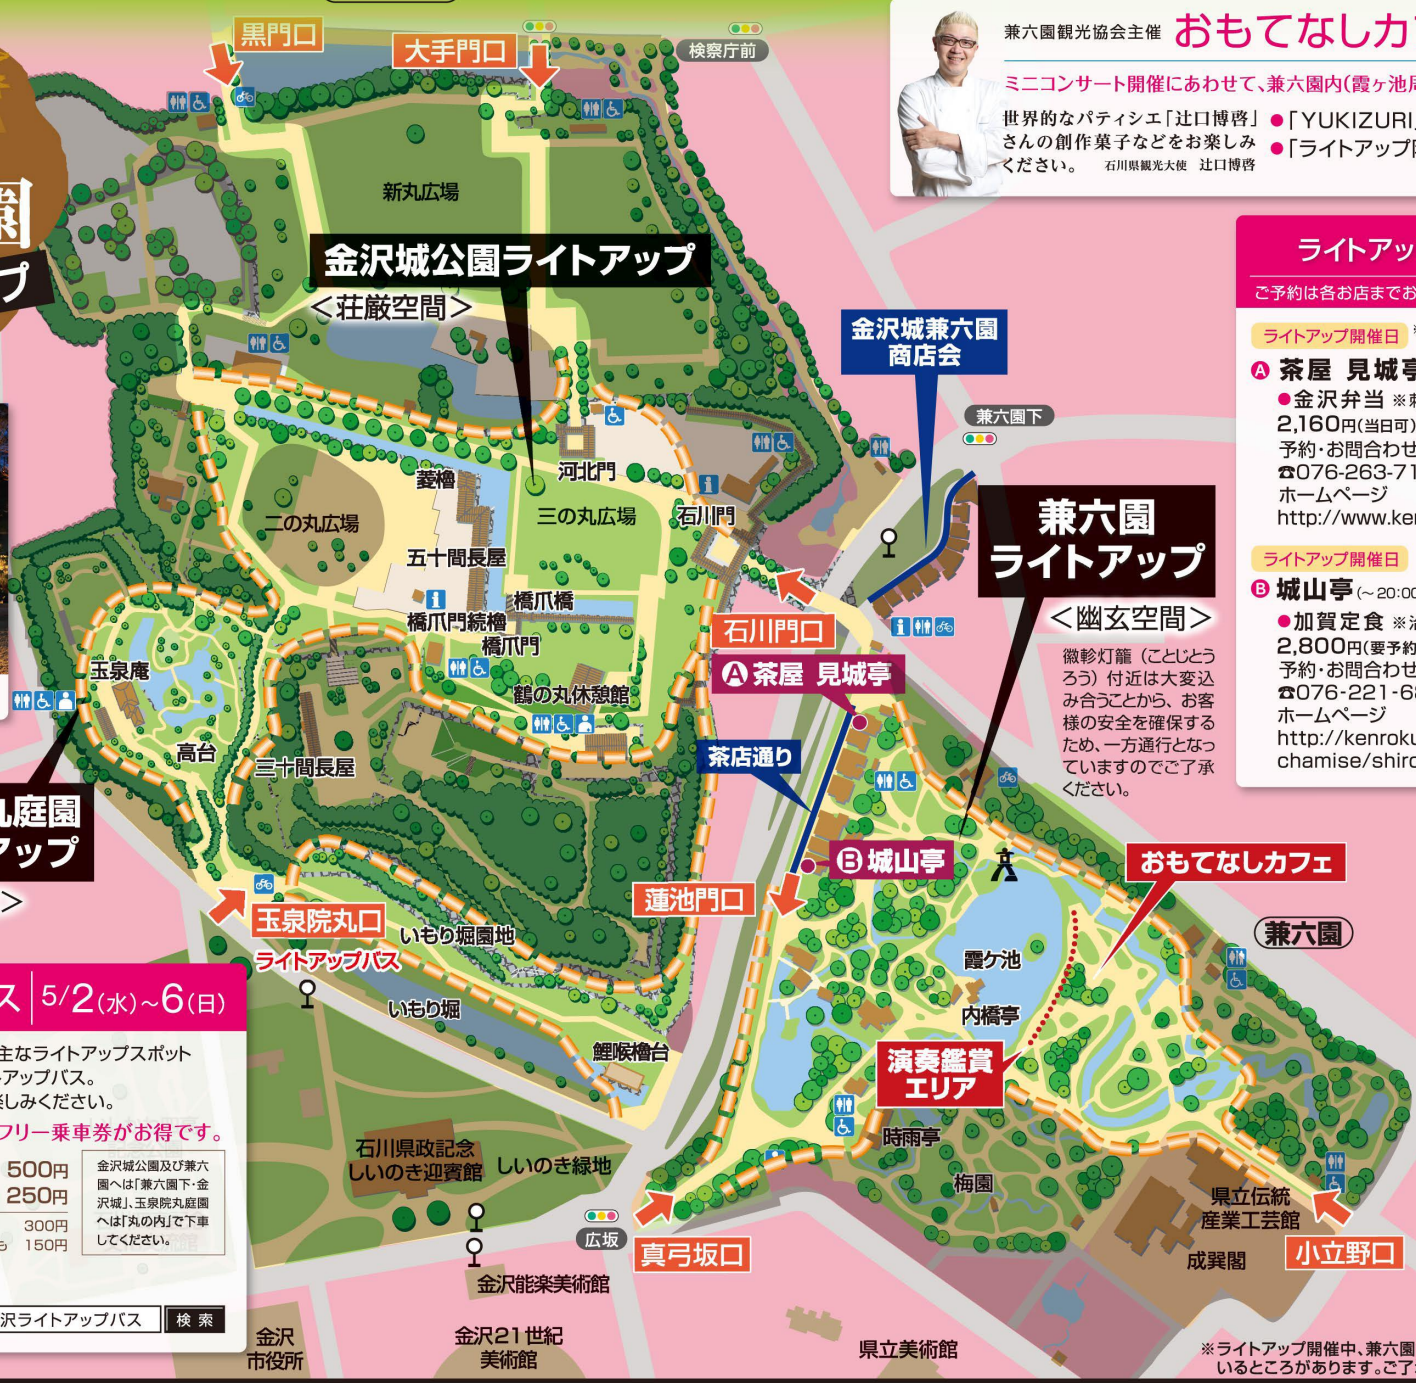 黒門口
大手門口
検察庁前
兼六園観光協会主催 おもてなしカ
ミニコンサート開催にあわせて、兼六園内(霞ヶ池周
世界的なパティシエ「辻口博啓」
さんの創作菓子などをお楽しみ
ください。 石川県観光大使 辻口博啓
●「YUKIZURI
●「ライトアップ
園
プ
新丸広場
金沢城公園ライトアップ
<荘厳空間>
金沢城兼六園
商店会
兼六園下
ライトアッ
ご予約は各お店までお
ライトアップ開催日
A 茶屋 見城亭
●金沢弁当
2,160円(当日可)
予約・お問合わせ
☎076-263-71
ホームページ
http://www.ken
ライトアップ開催日
B 城山亭(~20:00
●加賀定食
2,800円(要予約
予約・お問合わせ
☎076-221-68
ホームページ
http://kenroku
chamise/shiro
菱櫓
河北門
二の丸広場
三の丸広場
石川門
五十間長屋
橋爪橋
橋爪門続櫓
橋爪門
鶴の丸休憩館
兼六園
ライトアップ
<幽玄空間>
徽軫灯籠(ことじとう
ろう)付近は大変込
み合うことから、お客
様の安全を確保する
ため、一方通行となっ
ていますのでご了承
ください。
石川門口
A 茶屋 見城亭
茶店通り
B 城山亭
蓮池門口
玉泉庵
高台
三十間長屋
丸庭園
アップ
>
玉泉院丸口
ライトアップバス
いもり堀園地
いもり堀
鯉喉櫓台
おもてなしカフェ
兼六園
霞ケ池
内橋亭
演奏鑑賞
エリア
時雨亭
梅園
県立伝統
産業工芸館
成巽閣
小立野口
ス 5/2(水)~6(日)
主なライトアップスポット
トアップバス。
楽しみください。
フリー乗車券がお得です。
500円
250円
300円
も 150円
金沢城公園及び兼六
園へは「兼六園下・金
沢城」、玉泉院丸庭園
へは「丸の内」で下車
してください。
沢ライトアップバス 検索
石川県政記念
しいのき迎賓館
しいのき緑地
広坂
真弓坂口
金沢能楽美術館
金沢
市役所
金沢21世紀
美術館
県立美術館
※ライトアップ開催中、兼六園
いるところがあります。ご了